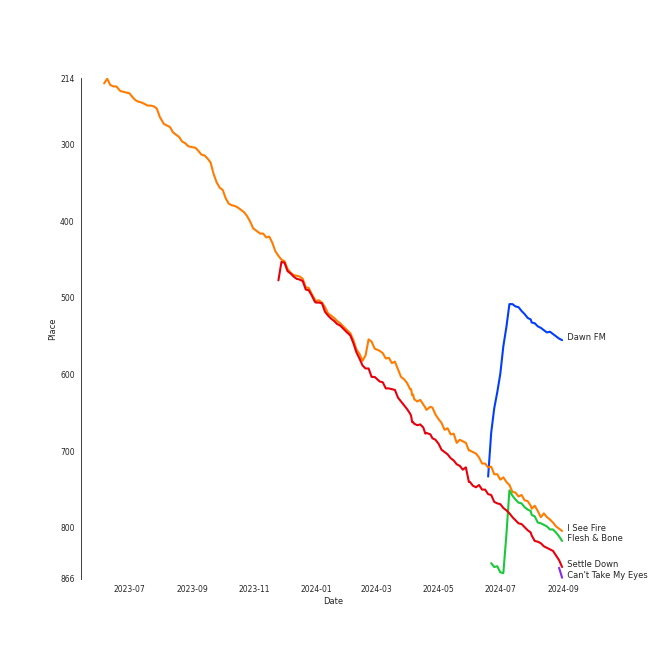 214
300
400
500
600
700
800
866
Place
2023-07
2023-09
2023-11
2024-01
2024-03
2024-05
2024-07
2024-09
Date
Dawn FM
I See Fire
Flesh & Bone
Settle Down
Can't Take My Eyes